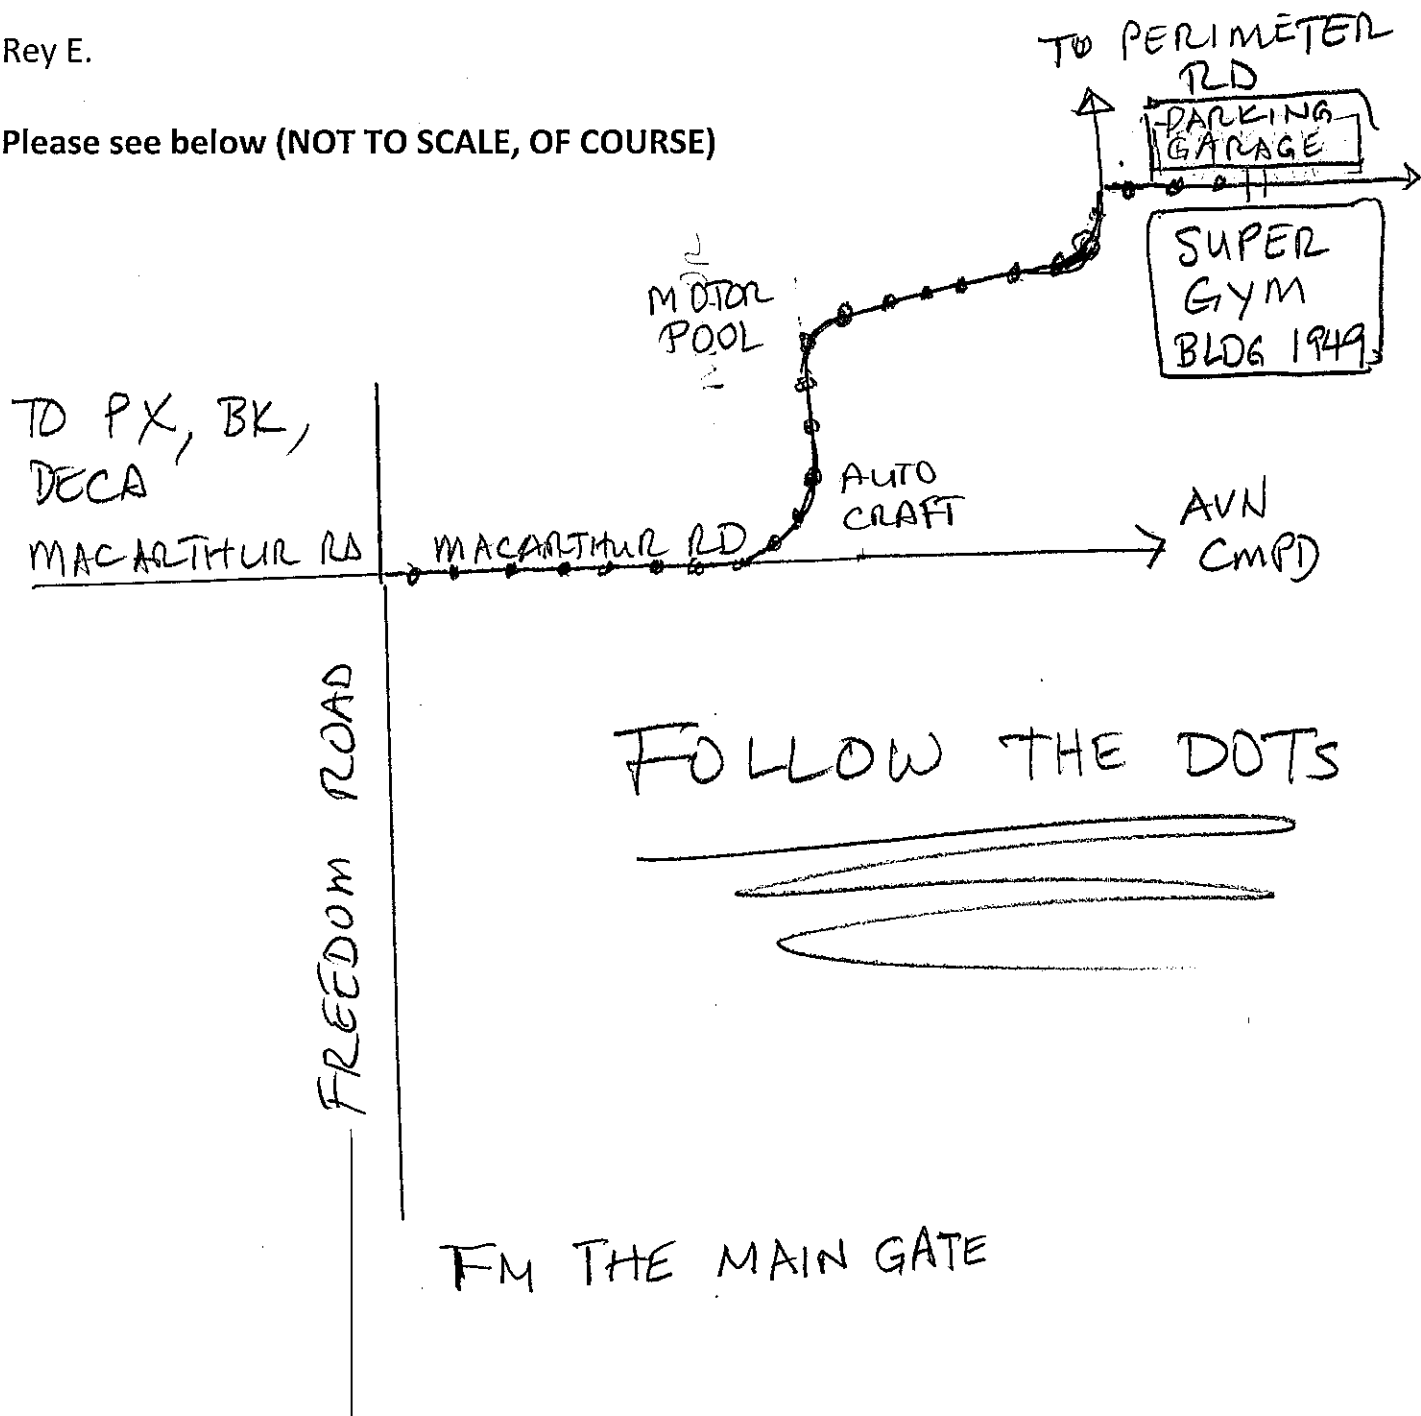 Rey E.
TO PERIMETER
RD
Please see below (NOT TO SCALE, OF COURSE)
PARKING
GARAGE
SUPER
GYM
BLDG 1949
MOTOR
POOL
TO PX, BK,
DECA
AUTO
CRAFT
AVN
CMPD
MACARTHUR RD
MACARTHUR RD
FREEDOM ROAD
FOLLOW THE DOTS
FM THE MAIN GATE